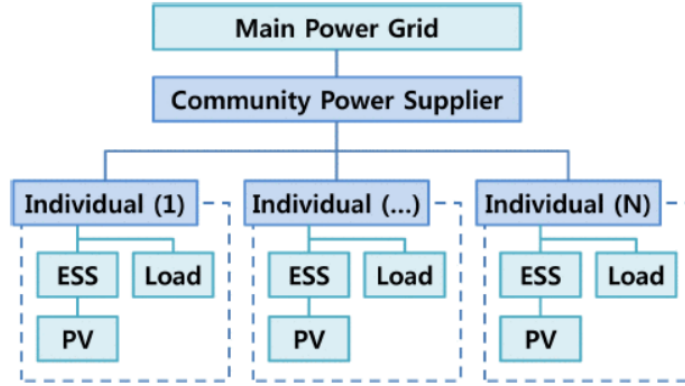 Main Power Grid
Community Power Supplier
Individual (1)
Individual (...)
Individual (N)
ESS
Load
ESS
Load
ESS
Load
PV
PV
PV